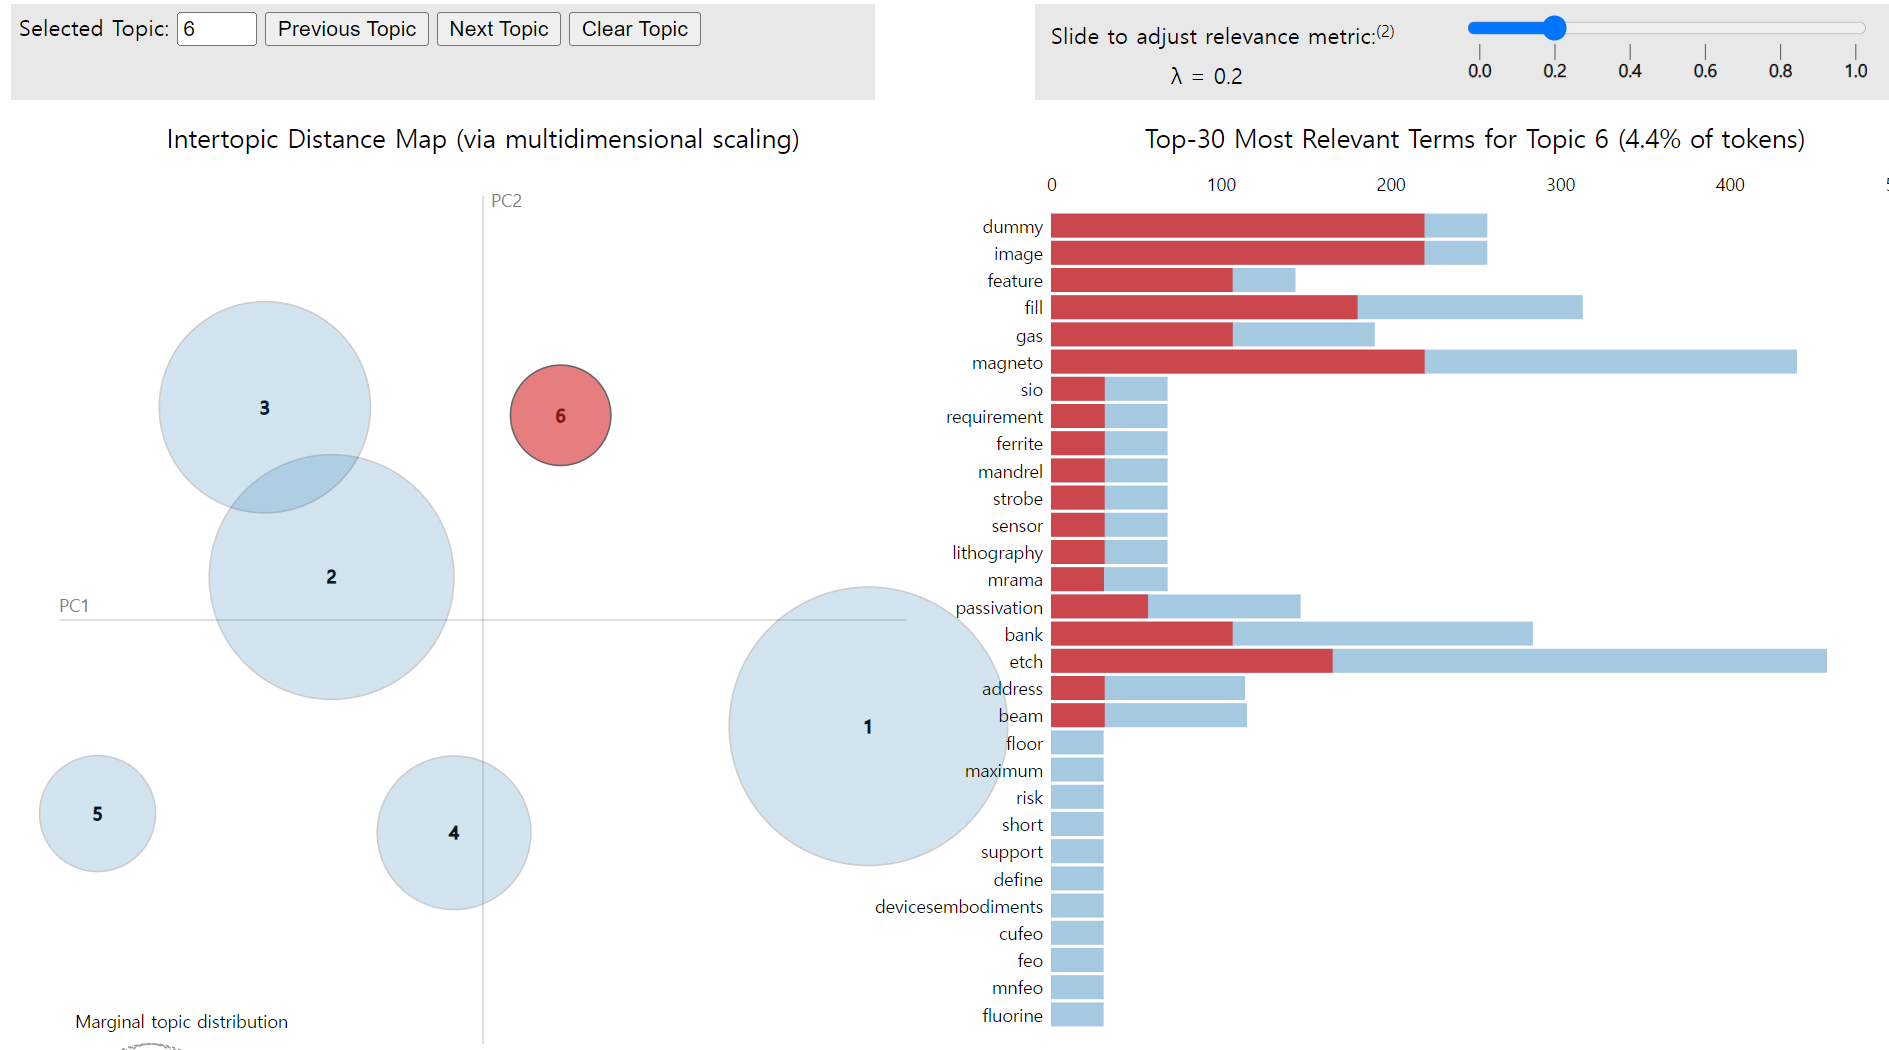 Selected Topic: 6 Previous Topic Next Topic Clear Topic
Slide to adjust relevance metric:(2)
λ = 0.2
0.0 0.2 0.4 0.6 0.8 1.0
Intertopic Distance Map (via multidimensional scaling)
PC2
3
6
2
PC1
1
5
4
Marginal topic distribution
Top-30 Most Relevant Terms for Topic 6 (4.4% of tokens)
0 100 200 300 400
dummy
image
feature
fill
gas
magneto
sio
requirement
ferrite
mandrel
strobe
sensor
lithography
mrama
passivation
bank
etch
address
beam
floor
maximum
risk
short
support
define
devicesembodiments
cufeo
feo
mnfeo
fluorine